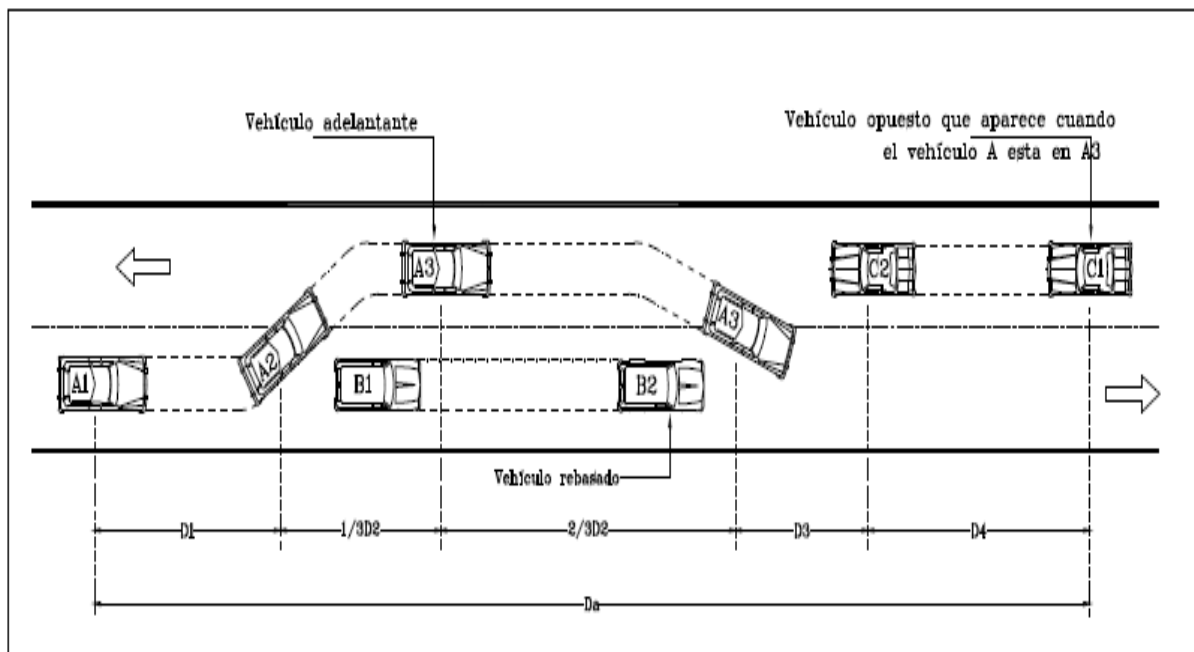 Vehículo adelantante
Vehículo opuesto que aparece cuando
el vehículo A esta en A3
A3
C2
C1
A2
A3
A1
B1
B2
Vehículo rebasado
D1
1/3D2
2/3D2
D3
D4
Da